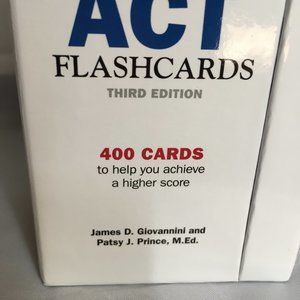 ACT
FLASHCARDS
THIRD EDITION
400 CARDS
to help you achieve
a higher score
James D. Giovannini and
Patsy J. Prince, M.Ed.